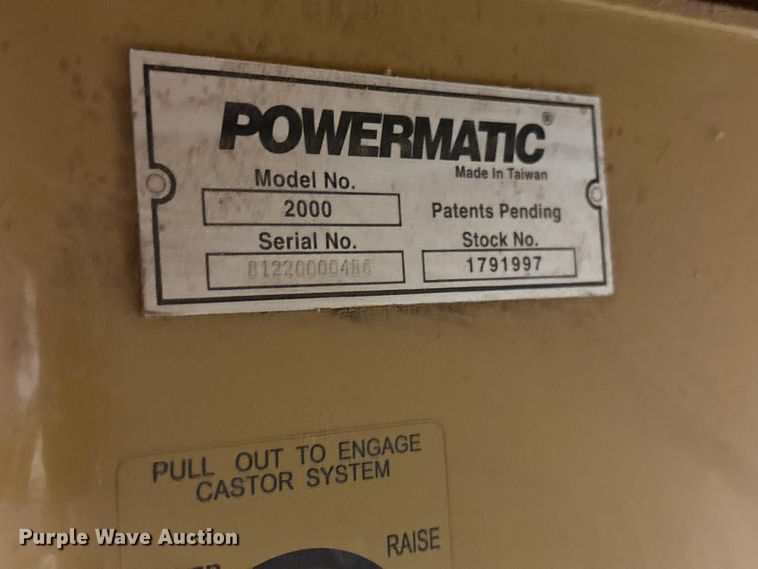 POWERMATIC®
Made In Taiwan
Model No.
2000
Patents Pending
Serial No.
Stock No.
81220000486
1791997
PULL OUT TO ENGAGE
CASTOR SYSTEM
RAISE
Purple Wave Auction